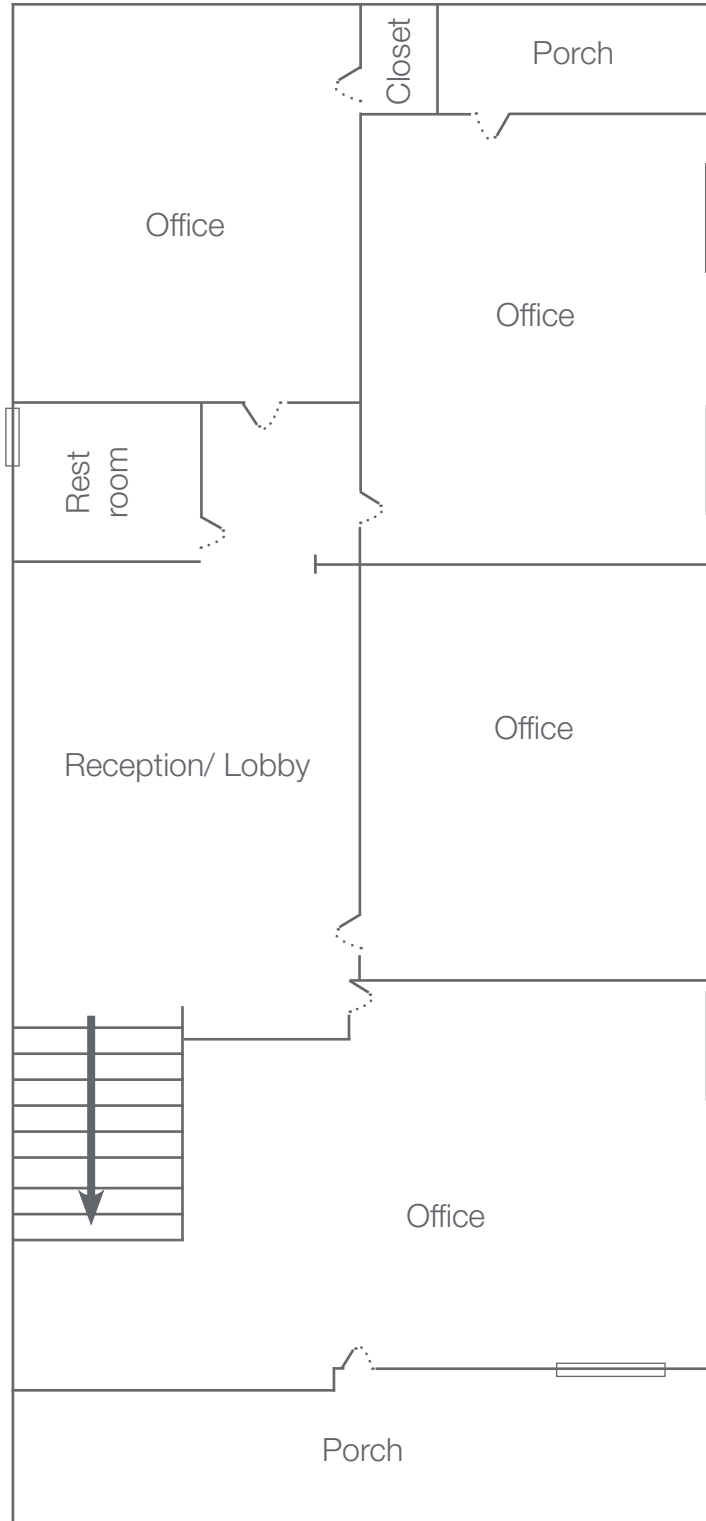 Closet
Porch
Office
Office
Rest
room
Office
Reception/ Lobby
Office
Porch